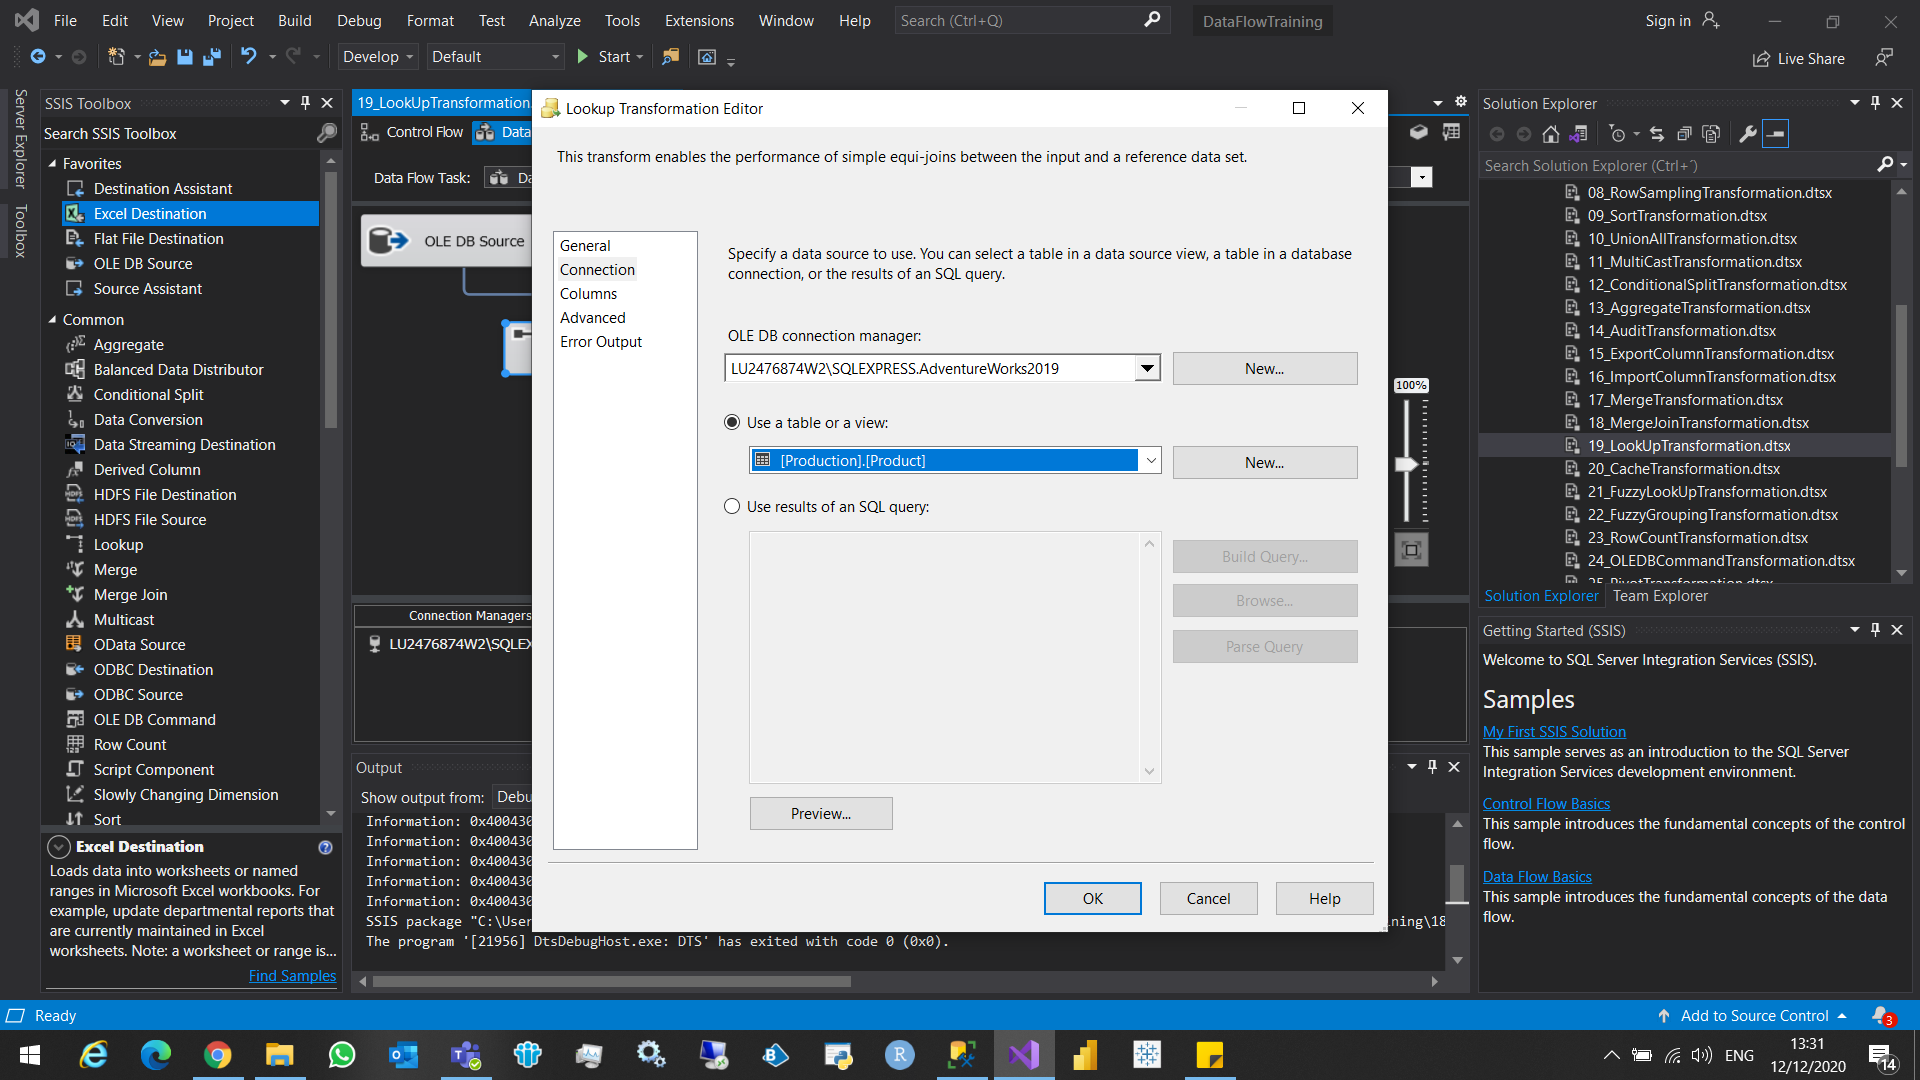 File Edit View Project Build Debug Format Test Analyze Tools Extensions Window Help Search (Ctrl+Q) DataFlowTraining Sign in
Develop Default Start Live Share
Server Explorer
Toolbox
SSIS Toolbox
Search SSIS Toolbox
Favorites
Destination Assistant
Excel Destination
Flat File Destination
OLE DB Source
Source Assistant
Common
Aggregate
Balanced Data Distributor
Conditional Split
Data Conversion
Data Streaming Destination
Derived Column
HDFS File Destination
HDFS File Source
Lookup
Merge
Merge Join
Multicast
OData Source
ODBC Destination
ODBC Source
OLE DB Command
Row Count
Script Component
Slowly Changing Dimension
Sort
Excel Destination
Loads data into worksheets or named
ranges in Microsoft Excel workbooks. For
example, update departmental reports that
are currently maintained in Excel
worksheets. Note: a worksheet or range is...
Find Samples
19_LookUpTransformation.
Control Flow Data
Data Flow Task: Da
OLE DB Source
100%
Connection Managers
LU2476874W2\SQLEX
Output
Show output from: Debu
Information: 0x400430
Information: 0x400430
Information: 0x400430
Information: 0x400430
Information: 0x400430
SSIS package "C:\User ning\18
The program '[21956] DtsDebugHost.exe: DTS' has exited with code 0 (0x0).
Lookup Transformation Editor
This transform enables the performance of simple equi-joins between the input and a reference data set.
General
Connection
Columns
Advanced
Error Output
Specify a data source to use. You can select a table in a data source view, a table in a database
connection, or the results of an SQL query.
OLE DB connection manager:
LU2476874W2\SQLEXPRESS.AdventureWorks2019 New...
Use a table or a view:
[Production].[Product] New...
Use results of an SQL query:
Build Query...
Browse...
Parse Query
Preview...
OK Cancel Help
Solution Explorer
Search Solution Explorer (Ctrl+¨)
08_RowSamplingTransformation.dtsx
09_SortTransformation.dtsx
10_UnionAllTransformation.dtsx
11_MultiCastTransformation.dtsx
12_ConditionalSplitTransformation.dtsx
13_AggregateTransformation.dtsx
14_AuditTransformation.dtsx
15_ExportColumnTransformation.dtsx
16_ImportColumnTransformation.dtsx
17_MergeTransformation.dtsx
18_MergeJoinTransformation.dtsx
19_LookUpTransformation.dtsx
20_CacheTransformation.dtsx
21_FuzzyLookUpTransformation.dtsx
22_FuzzyGroupingTransformation.dtsx
23_RowCountTransformation.dtsx
24_OLEDBCommandTransformation.dtsx
25_PivotTransformation.dtsx
Solution Explorer Team Explorer
Getting Started (SSIS)
Welcome to SQL Server Integration Services (SSIS).
Samples
My First SSIS Solution
This sample serves as an introduction to the SQL Server
Integration Services development environment.
Control Flow Basics
This sample introduces the fundamental concepts of the control
flow.
Data Flow Basics
This sample introduces the fundamental concepts of the data
flow.
Ready Add to Source Control 3
ENG 13:31
12/12/2020 14